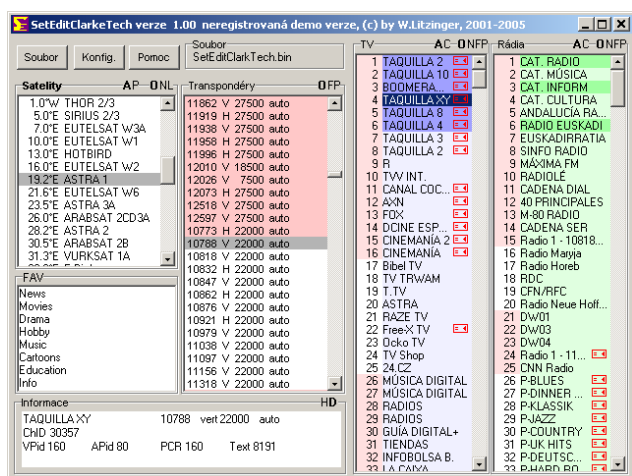 SetEditClarkeTech verze 1.00 neregistrovaná demo verze, (c) by W.Litzinger, 2001-2005
Soubor
Konfig.
Pomoc
Soubor
SetEditClarkTech.bin
Satelity AP ONL
1.0°W THOR 2/3
5.0°E SIRIUS 2/3
7.0°E EUTELSAT W3A
10.0°E EUTELSAT W1
13.0°E HOTBIRD
16.0°E EUTELSAT W2
19.2°E ASTRA 1
21.6°E EUTELSAT W6
23.5°E ASTRA 3A
26.0°E ARABSAT 2CD3A
28.2°E ASTRA 2
30.5°E ARABSAT 2B
31.3°E VURKSAT 1A
FAV
News
Movies
Drama
Hobby
Music
Cartoons
Education
Info
Transpondéry OFP
11862 V 27500 auto
11919 H 27500 auto
11938 V 27500 auto
11958 H 27500 auto
11996 H 27500 auto
12010 V 18500 auto
12026 V 7500 auto
12073 H 27500 auto
12518 V 27500 auto
12597 V 27500 auto
10773 H 22000 auto
10788 V 22000 auto
10818 V 22000 auto
10832 H 22000 auto
10847 V 22000 auto
10862 H 22000 auto
10876 V 22000 auto
10921 H 22000 auto
10979 V 22000 auto
11038 V 22000 auto
11097 V 22000 auto
11156 V 22000 auto
11318 V 22000 auto
Informace HD
TAQUILLA XY 10788 vert 22000 auto
ChID 30357
VPid 160 APid 80 PCR 160 Text 8191
TV AC-ONFP
1 TAQUILLA 2
2 TAQUILLA 10
3 BOOMERA...
4 TAQUILLA XY
5 TAQUILLA 8
6 TAQUILLA 4
7 TAQUILLA 3
8 TAQUILLA 2
9 R
10 TVV INT.
11 CANAL COC...
12 AXN
13 FOX
14 DCINE ESP...
15 CINEMANÍA 2
16 CINEMANÍA
17 Bibel TV
18 TV TRWAM
19 T.TV
20 ASTRA
21 RAZE TV
22 Free-X TV
23 Ocko TV
24 TV Shop
25 24.CZ
26 MÚSICA DIGITAL
27 MÚSICA DIGITAL
28 RADIOS
29 RADIOS
30 GUÍA DIGITAL+
31 TIENDAS
32 INFOBOLSA B.
33 LA CAIXA
Rádia AC-ONFP
1 CAT. RADIO
2 CAT. MÚSICA
3 CAT. INFORM
4 CAT. CULTURA
5 ANDALUCÍA RA...
6 RADIO EUSKADI
7 EUSKADIRRATIA
8 SINFO RADIO
9 MÁXIMA FM
10 RADIOLÉ
11 CADENA DIAL
12 40 PRINCIPALES
13 M-80 RADIO
14 CADENA SER
15 Radio 1 - 10818...
16 Radio Maryja
17 Radio Horeb
18 RDC
19 CFN/RFC
20 Radio Neue Hoff...
21 DW01
22 DW03
23 DW04
24 Radio 1 - 11...
25 CNN Radio
26 P-BLUES
27 P-DINNER ...
28 P-KLASSIK
29 P-JAZZ
30 P-COUNTRY
31 P-UK HITS
32 P-DEUTSC...
33 P-HARD RO...